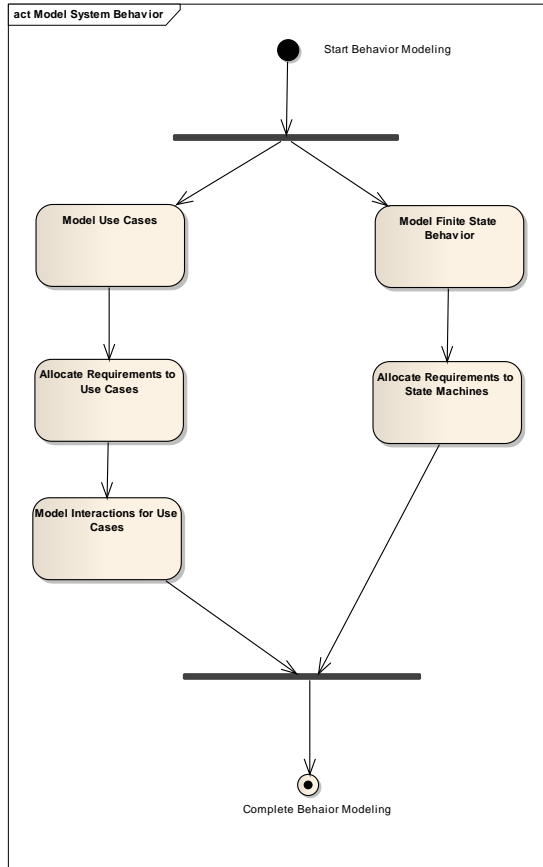 act Model System Behavior
Start Behavior Modeling
Model Use Cases
Model Finite State
Behavior
Allocate Requirements to
Use Cases
Allocate Requirements to
State Machines
Model Interactions for Use
Cases
Complete Behaior Modeling